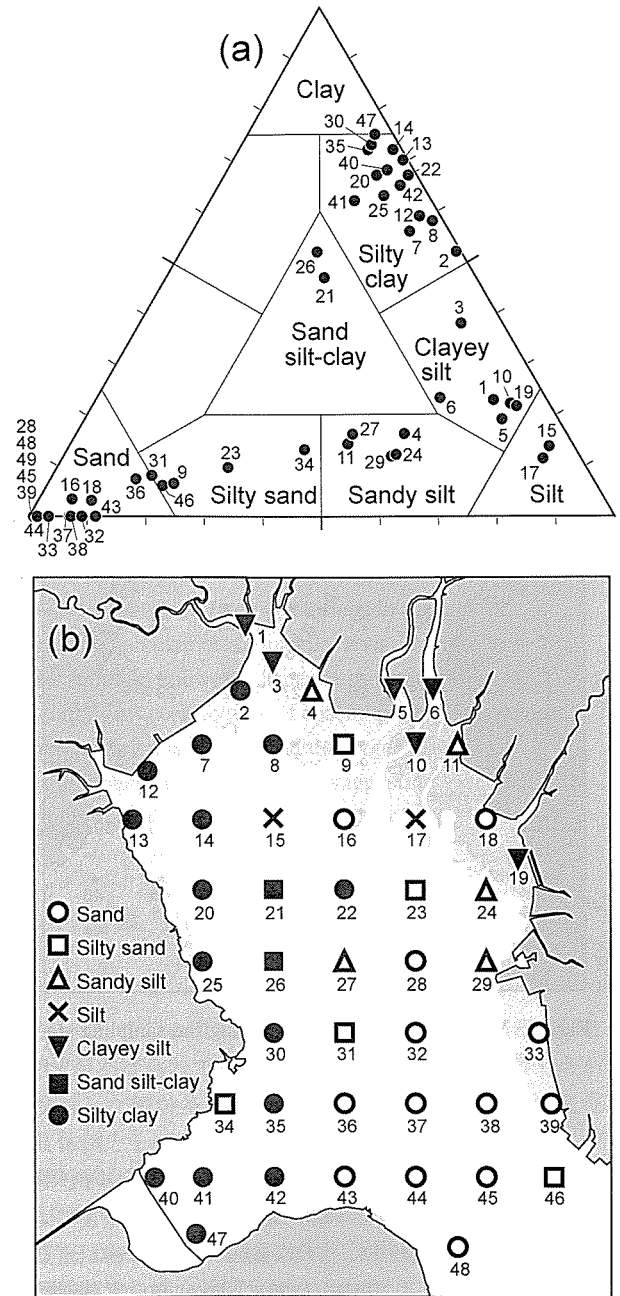 (a)
Clay
30 47 14
35 13
40 22
20 42
41 25 12 8
7 2
Silty
clay
26
21
Sand
silt-clay
3
Clayey
silt
6
1 10 19
5
15
17
28
48
49
45
39
Sand
16 18
36 31 9
46
23
34
27 4
11
29 24
44 43
33 37 38 32
Silty sand
Sandy silt
Silt
(b)
1
3
2 4 5 6
7 8 9 10 11
12
13 14 15 16 17 18
19
20 21 22 23 24
25 26 27 28 29
30 31 32 33
34 35 36 37 38 39
40 41 42 43 44 45 46
47
48
Sand
Silty sand
Sandy silt
Silt
Clayey silt
Sand silt-clay
Silty clay